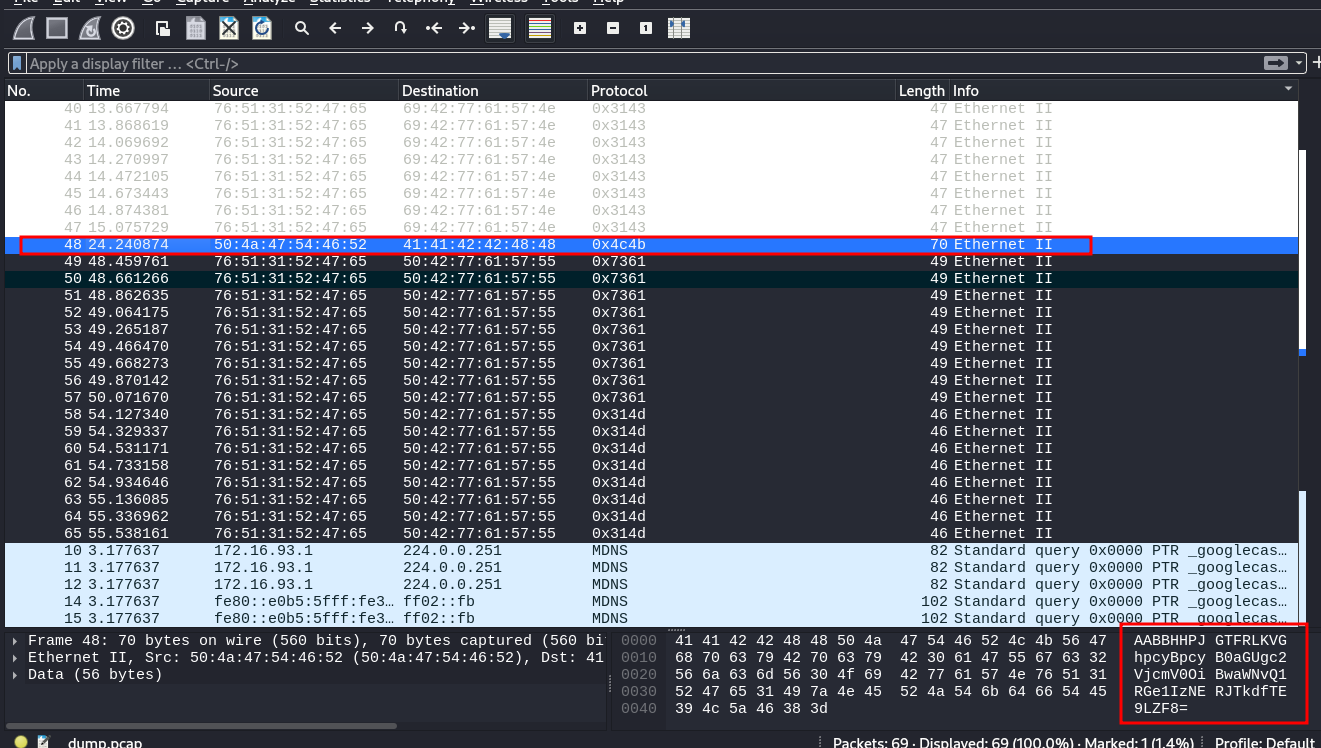 File Edit View Go Capture Analyze Statistics Telephony Wireless Tools Help
Apply a display filter … <Ctrl-/>
No. Time Source Destination Protocol Length Info
40 13.667794 76:51:31:52:47:65 69:42:77:61:57:4e 0x3143 47 Ethernet II
41 13.868619 76:51:31:52:47:65 69:42:77:61:57:4e 0x3143 47 Ethernet II
42 14.069692 76:51:31:52:47:65 69:42:77:61:57:4e 0x3143 47 Ethernet II
43 14.270997 76:51:31:52:47:65 69:42:77:61:57:4e 0x3143 47 Ethernet II
44 14.472105 76:51:31:52:47:65 69:42:77:61:57:4e 0x3143 47 Ethernet II
45 14.673443 76:51:31:52:47:65 69:42:77:61:57:4e 0x3143 47 Ethernet II
46 14.874381 76:51:31:52:47:65 69:42:77:61:57:4e 0x3143 47 Ethernet II
47 15.075729 76:51:31:52:47:65 69:42:77:61:57:4e 0x3143 47 Ethernet II
48 24.240874 50:4a:47:54:46:52 41:41:42:42:48:48 0x4c4b 70 Ethernet II
49 48.459761 76:51:31:52:47:65 50:42:77:61:57:55 0x7361 49 Ethernet II
50 48.661266 76:51:31:52:47:65 50:42:77:61:57:55 0x7361 49 Ethernet II
51 48.862635 76:51:31:52:47:65 50:42:77:61:57:55 0x7361 49 Ethernet II
52 49.064175 76:51:31:52:47:65 50:42:77:61:57:55 0x7361 49 Ethernet II
53 49.265187 76:51:31:52:47:65 50:42:77:61:57:55 0x7361 49 Ethernet II
54 49.466470 76:51:31:52:47:65 50:42:77:61:57:55 0x7361 49 Ethernet II
55 49.668273 76:51:31:52:47:65 50:42:77:61:57:55 0x7361 49 Ethernet II
56 49.870142 76:51:31:52:47:65 50:42:77:61:57:55 0x7361 49 Ethernet II
57 50.071670 76:51:31:52:47:65 50:42:77:61:57:55 0x7361 49 Ethernet II
58 54.127340 76:51:31:52:47:65 50:42:77:61:57:55 0x314d 46 Ethernet II
59 54.329337 76:51:31:52:47:65 50:42:77:61:57:55 0x314d 46 Ethernet II
60 54.531171 76:51:31:52:47:65 50:42:77:61:57:55 0x314d 46 Ethernet II
61 54.733158 76:51:31:52:47:65 50:42:77:61:57:55 0x314d 46 Ethernet II
62 54.934646 76:51:31:52:47:65 50:42:77:61:57:55 0x314d 46 Ethernet II
63 55.136085 76:51:31:52:47:65 50:42:77:61:57:55 0x314d 46 Ethernet II
64 55.336962 76:51:31:52:47:65 50:42:77:61:57:55 0x314d 46 Ethernet II
65 55.538161 76:51:31:52:47:65 50:42:77:61:57:55 0x314d 46 Ethernet II
10 3.177637 172.16.93.1 224.0.0.251 MDNS 82 Standard query 0x0000 PTR _googlecas…
11 3.177637 172.16.93.1 224.0.0.251 MDNS 82 Standard query 0x0000 PTR _googlecas…
12 3.177637 172.16.93.1 224.0.0.251 MDNS 82 Standard query 0x0000 PTR _googlecas…
14 3.177637 fe80::e0b5:5fff:fe3… ff02::fb MDNS 102 Standard query 0x0000 PTR _googlecas…
15 3.177637 fe80::e0b5:5fff:fe3… ff02::fb MDNS 102 Standard query 0x0000 PTR _googlecas…
Frame 48: 70 bytes on wire (560 bits), 70 bytes captured (560 bi
Ethernet II, Src: 50:4a:47:54:46:52 (50:4a:47:54:46:52), Dst: 41
Data (56 bytes)
0000 41 41 42 42 48 48 50 4a 47 54 46 52 4c 4b 56 47 AABBHHPJ GTFRLKVG
0010 68 70 63 79 42 70 63 79 42 30 61 47 55 67 63 32 hpcyBpcy B0aGUgc2
0020 56 6a 63 6d 56 30 4f 69 42 77 61 57 4e 76 51 31 VjcmV0Oi BwaWNvQ1
0030 52 47 65 31 49 7a 4e 45 52 4a 54 6b 64 66 54 45 RGe1IzNE RJTkdfTE
0040 39 4c 5a 46 38 3d 9LZF8=
dump.pcap
Packets: 69 · Displayed: 69 (100.0%) · Marked: 1 (1.4%)
Profile: Default